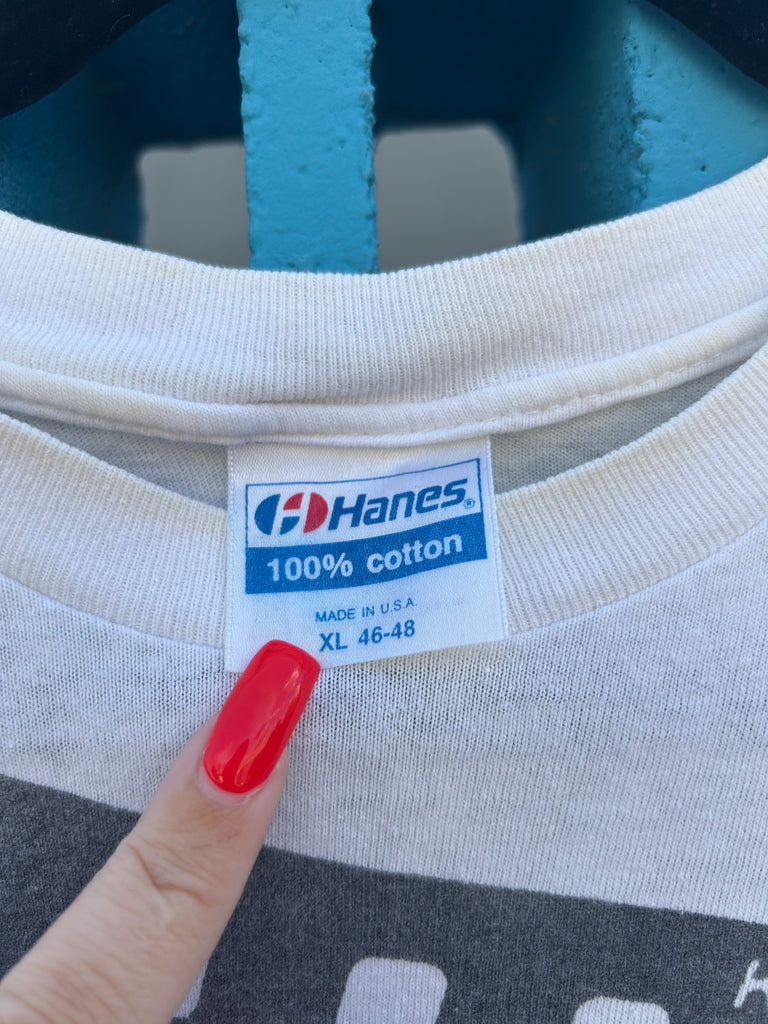 Hanes®
100% cotton
MADE IN U.S.A.
XL 46-48